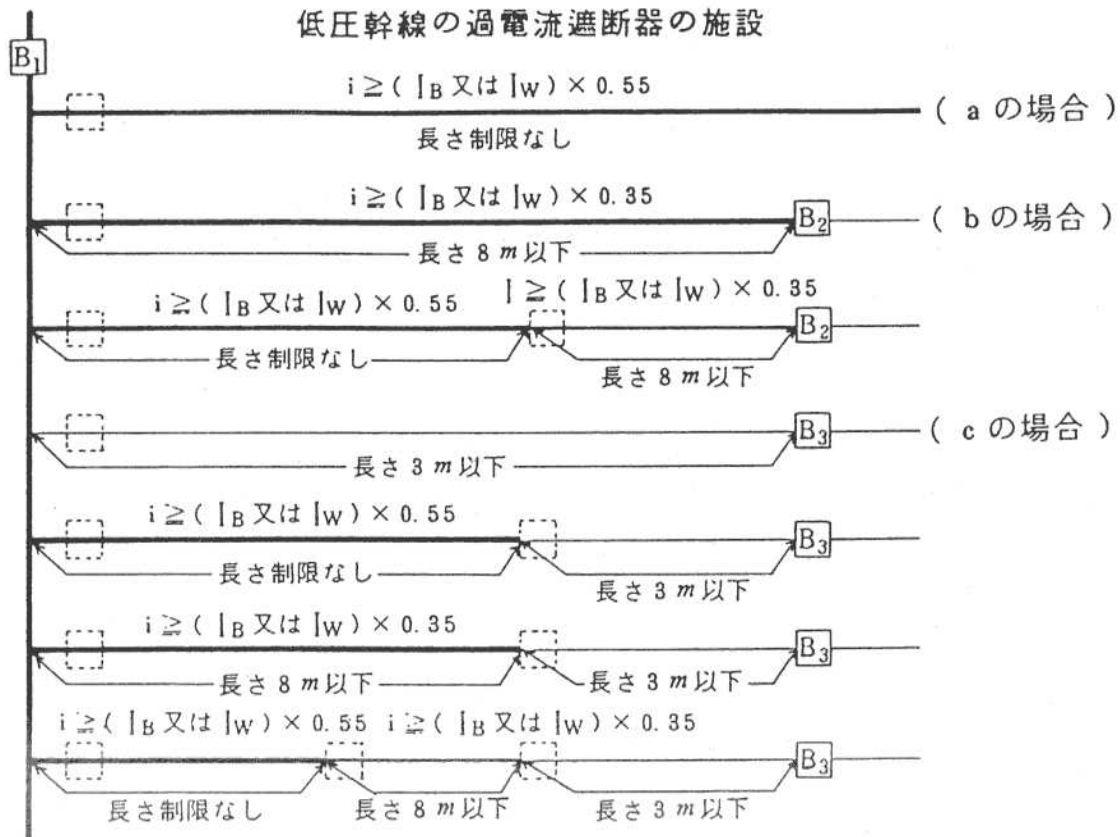 低圧幹線の過電流遮断器の施設
B1
i ≧ ( IB 又は IW ) × 0.55
( a の場合 )
長さ制限なし
i ≧ ( IB 又は IW ) × 0.35
B2
( b の場合 )
長さ 8 m 以下
i ≧ ( IB 又は IW ) × 0.55
I ≧ ( IB 又は IW ) × 0.35
B2
長さ制限なし
長さ 8 m 以下
B3
( c の場合 )
長さ 3 m 以下
i ≧ ( IB 又は IW ) × 0.55
B3
長さ制限なし
長さ 3 m 以下
i ≧ ( IB 又は IW ) × 0.35
B3
長さ 8 m 以下
長さ 3 m 以下
i ≧ ( IB 又は IW ) × 0.55
i ≧ ( IB 又は IW ) × 0.35
B3
長さ制限なし
長さ 8 m 以下
長さ 3 m 以下